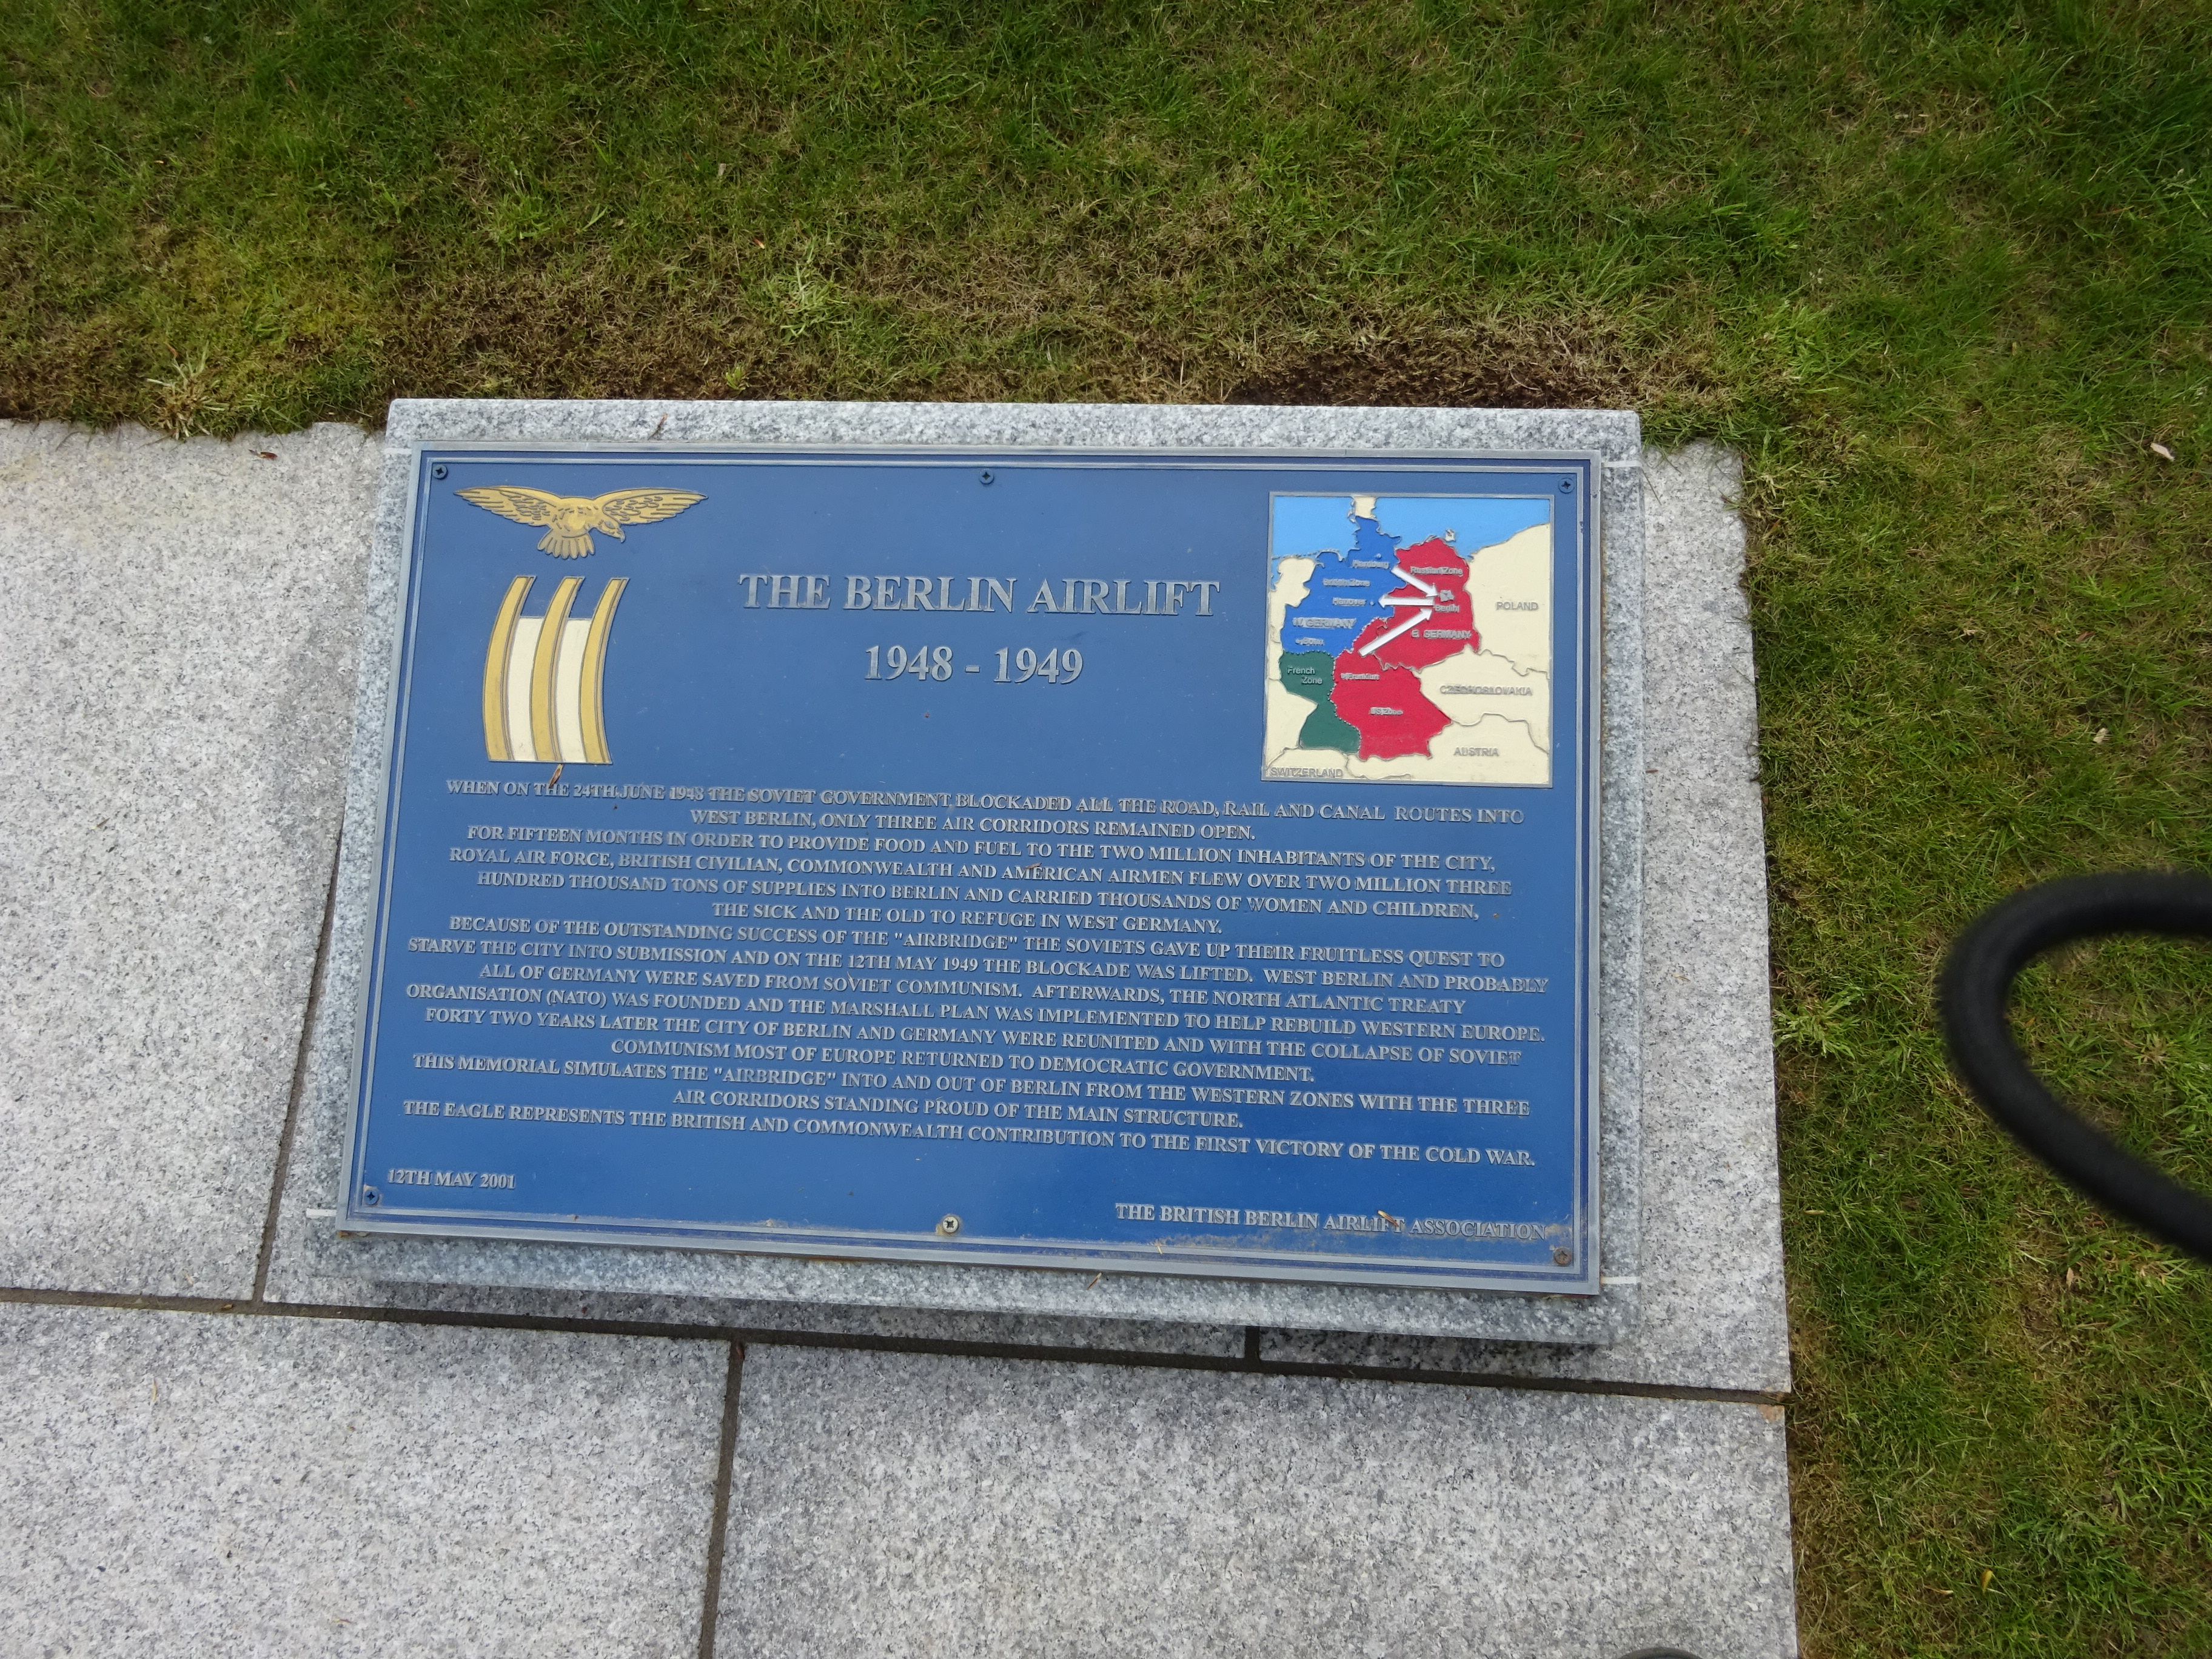 THE BERLIN AIRLIFT
1948 - 1949
Berlin
POLAND
E GERMANY
French
Zone
CZECHOSLOVAKIA
AUSTRIA
SWITZERLAND
WHEN ON THE 24TH JUNE 1948 THE SOVIET GOVERNMENT BLOCKADED ALL THE ROAD, RAIL AND CANAL ROUTES INTO
WEST BERLIN, ONLY THREE AIR CORRIDORS REMAINED OPEN.
FOR FIFTEEN MONTHS IN ORDER TO PROVIDE FOOD AND FUEL TO THE TWO MILLION INHABITANTS OF THE CITY,
ROYAL AIR FORCE, BRITISH CIVILIAN, COMMONWEALTH AND AMERICAN AIRMEN FLEW OVER TWO MILLION THREE
HUNDRED THOUSAND TONS OF SUPPLIES INTO BERLIN AND CARRIED THOUSANDS OF WOMEN AND CHILDREN,
THE SICK AND THE OLD TO REFUGE IN WEST GERMANY.
BECAUSE OF THE OUTSTANDING SUCCESS OF THE "AIRBRIDGE" THE SOVIETS GAVE UP THEIR FRUITLESS QUEST TO
STARVE THE CITY INTO SUBMISSION AND ON THE 12TH MAY 1949 THE BLOCKADE WAS LIFTED. WEST BERLIN AND PROBABLY
ALL OF GERMANY WERE SAVED FROM SOVIET COMMUNISM. AFTERWARDS, THE NORTH ATLANTIC TREATY
ORGANISATION (NATO) WAS FOUNDED AND THE MARSHALL PLAN WAS IMPLEMENTED TO HELP REBUILD WESTERN EUROPE.
FORTY TWO YEARS LATER THE CITY OF BERLIN AND GERMANY WERE REUNITED AND WITH THE COLLAPSE OF SOVIET
COMMUNISM MOST OF EUROPE RETURNED TO DEMOCRATIC GOVERNMENT.
THIS MEMORIAL SIMULATES THE "AIRBRIDGE" INTO AND OUT OF BERLIN FROM THE WESTERN ZONES WITH THE THREE
AIR CORRIDORS STANDING PROUD OF THE MAIN STRUCTURE.
THE EAGLE REPRESENTS THE BRITISH AND COMMONWEALTH CONTRIBUTION TO THE FIRST VICTORY OF THE COLD WAR.
12TH MAY 2001
THE BRITISH BERLIN AIRLIFT ASSOCIATION